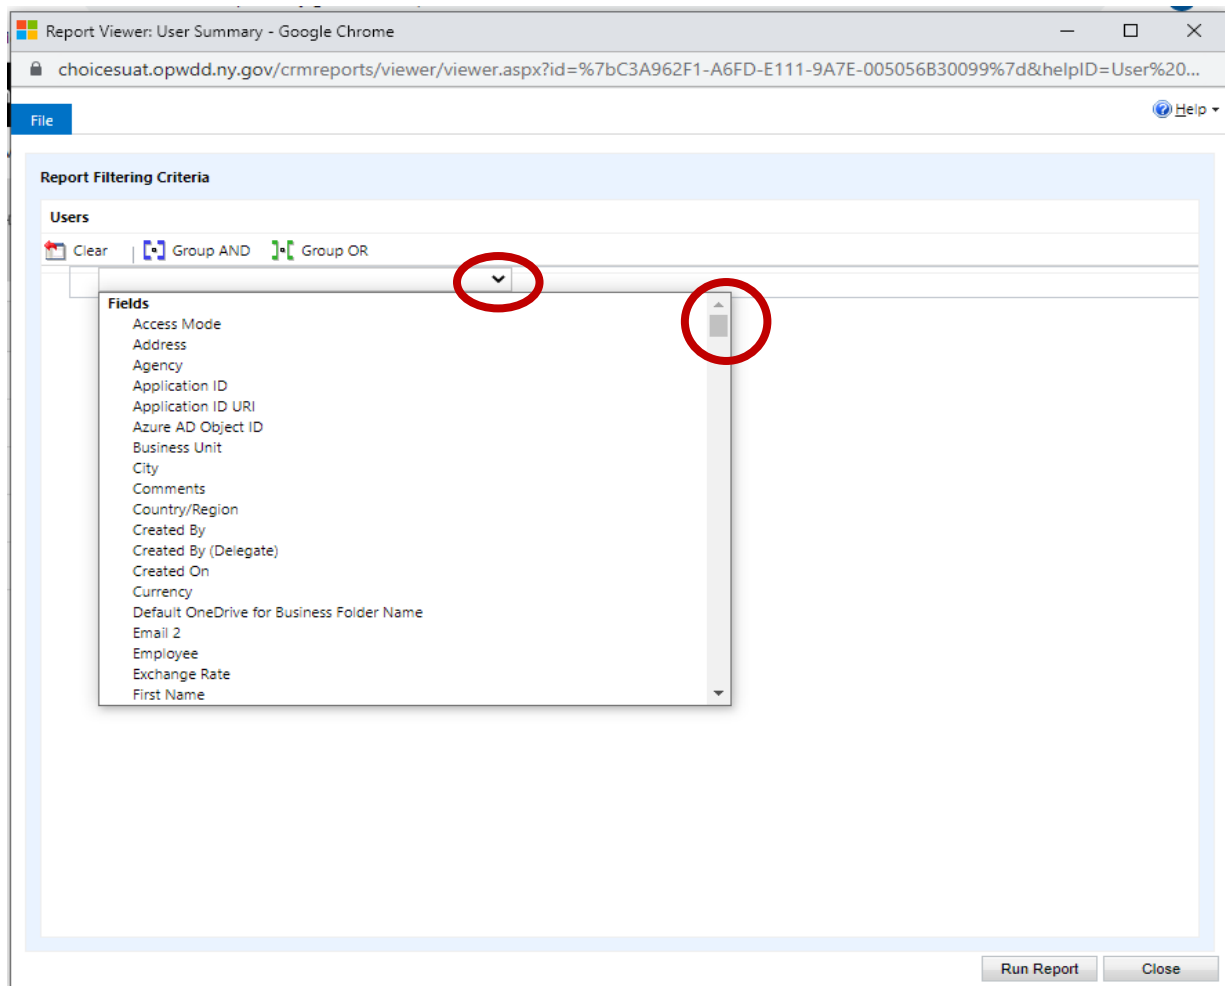 Report Viewer: User Summary - Google Chrome
choicesuat.opwdd.ny.gov/crmreports/viewer/viewer.aspx?id=%7bC3A962F1-A6FD-E111-9A7E-005056B30099%7d&helpID=User%20...
File
Help
Report Filtering Criteria
Users
Clear | Group AND Group OR
Fields
Access Mode
Address
Agency
Application ID
Application ID URI
Azure AD Object ID
Business Unit
City
Comments
Country/Region
Created By
Created By (Delegate)
Created On
Currency
Default OneDrive for Business Folder Name
Email 2
Employee
Exchange Rate
First Name
Run Report Close